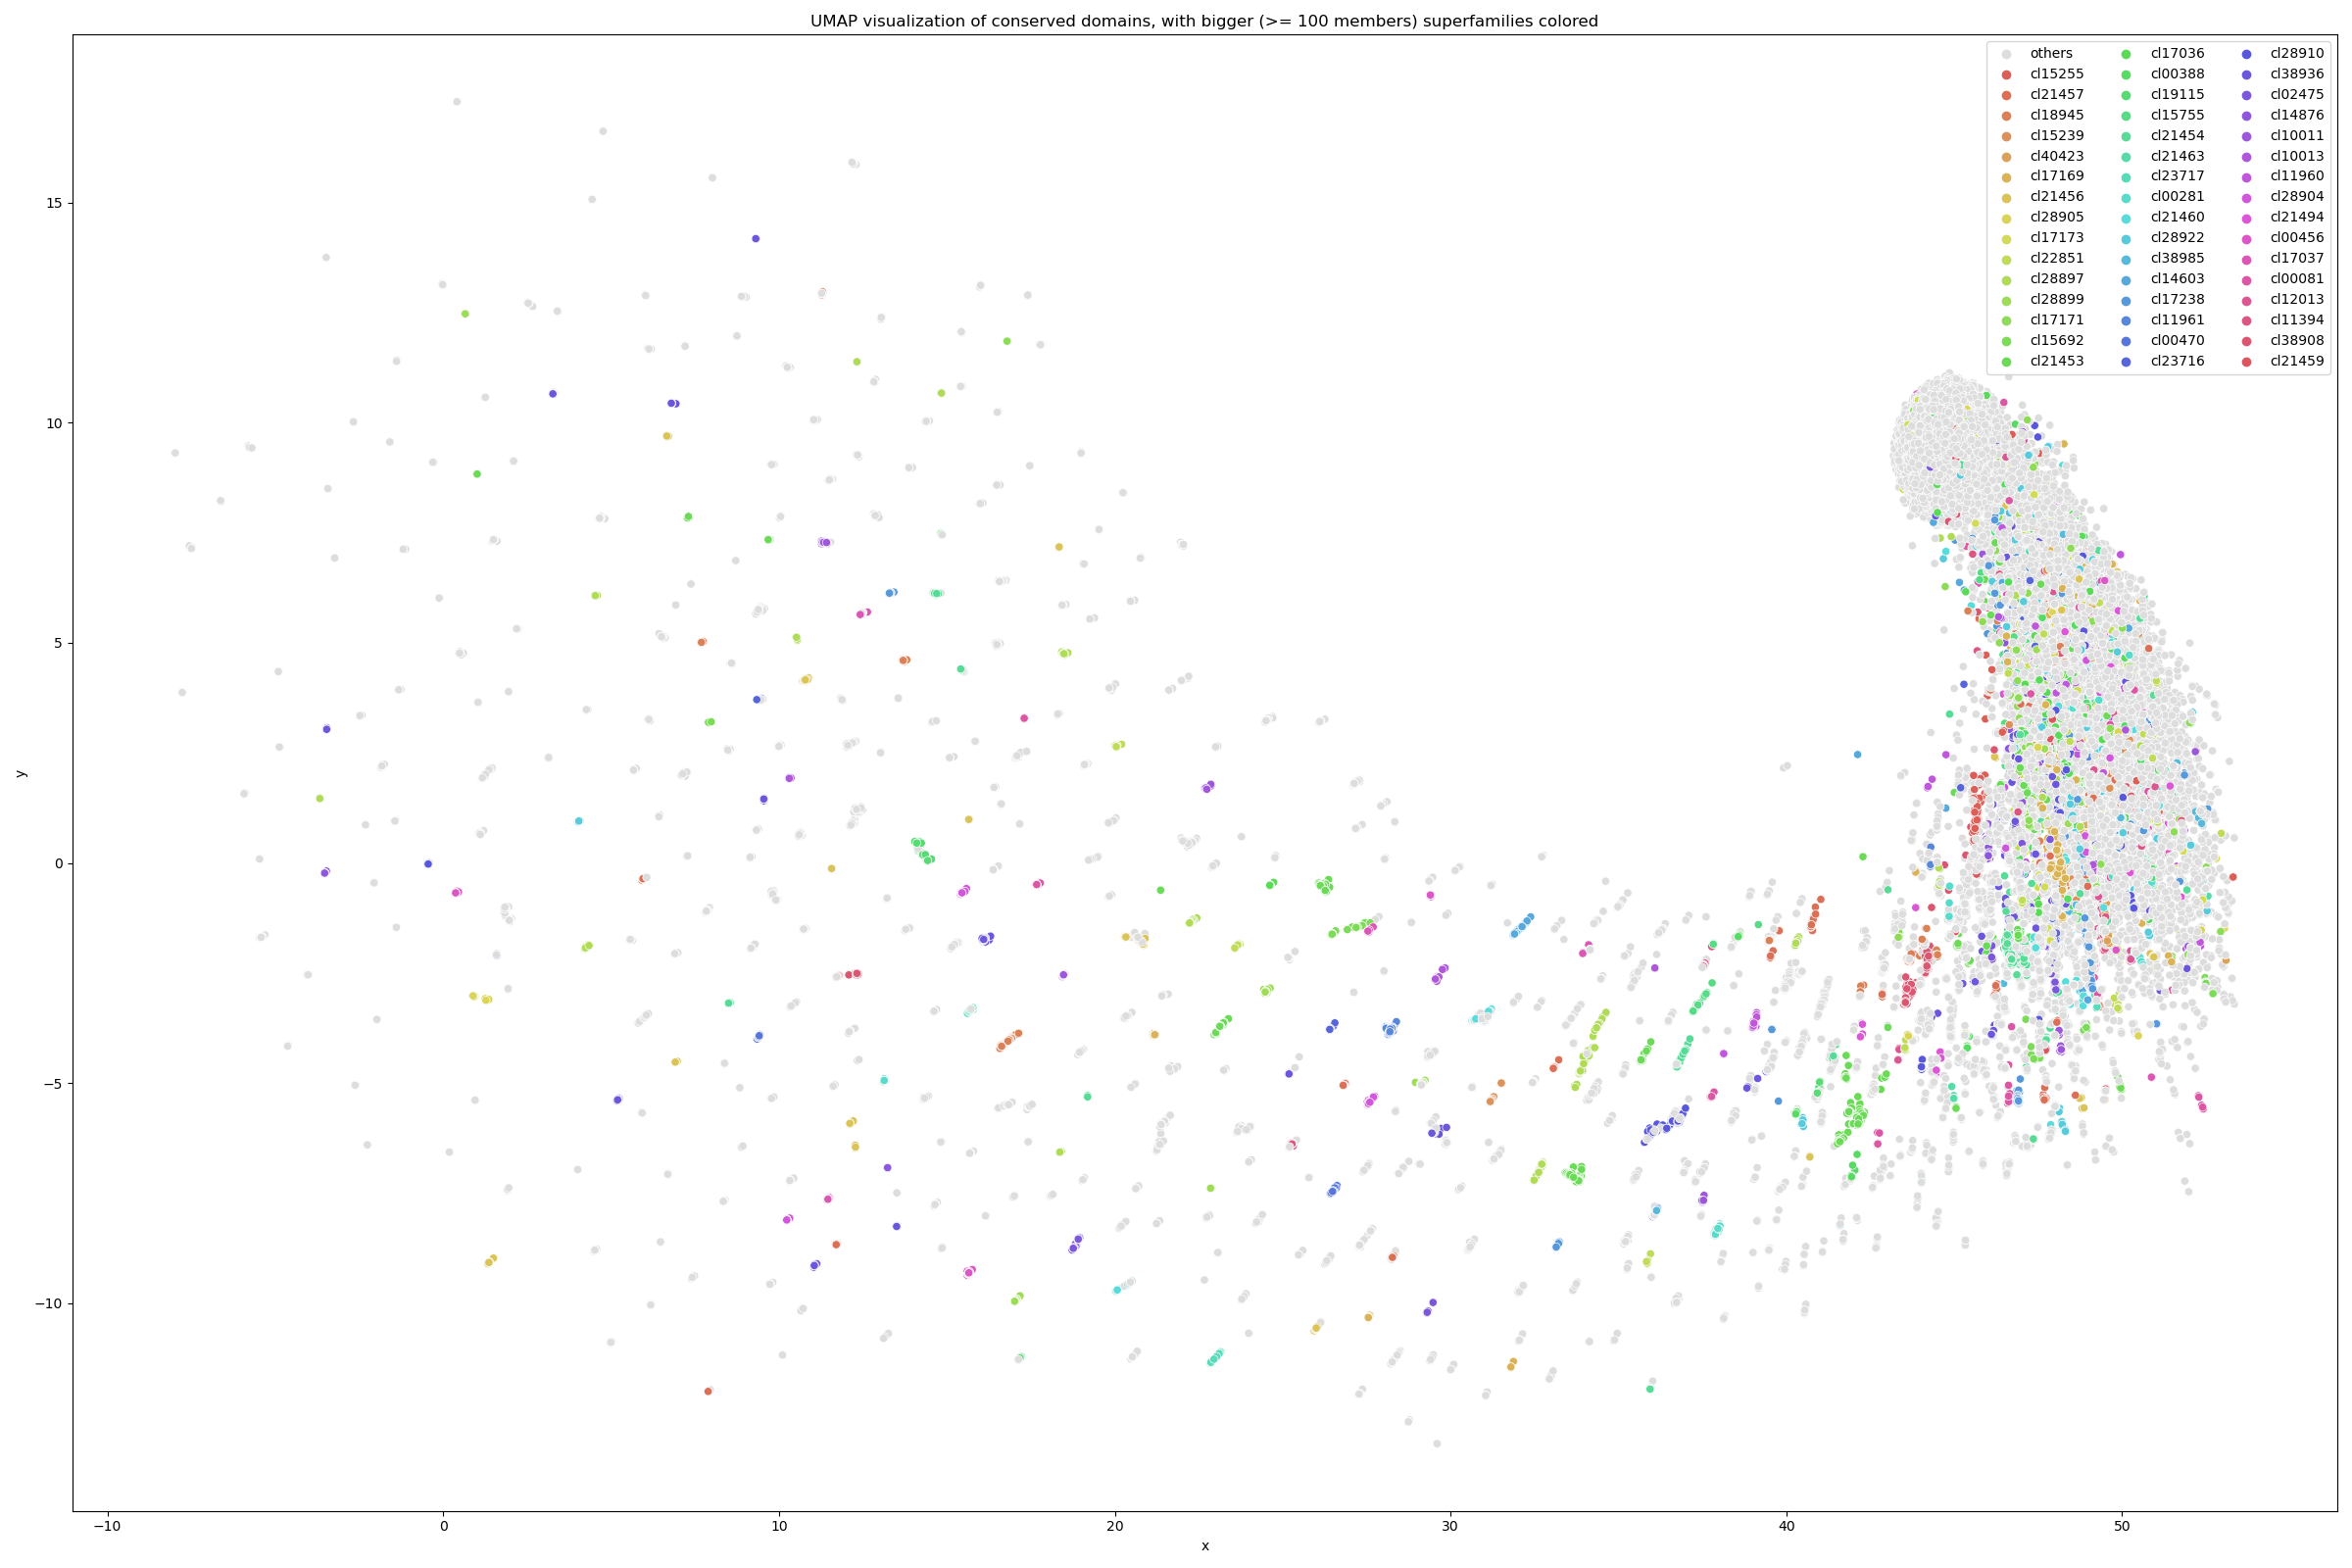 UMAP visualization of conserved domains, with bigger (>= 100 members) superfamilies colored
others
cl15255
cl21457
cl18945
cl15239
cl40423
cl17169
cl21456
cl28905
cl17173
cl22851
cl28897
cl28899
cl17171
cl15692
cl21453
cl17036
cl00388
cl19115
cl15755
cl21454
cl21463
cl23717
cl00281
cl21460
cl28922
cl38985
cl14603
cl17238
cl11961
cl00470
cl23716
cl28910
cl38936
cl02475
cl14876
cl10011
cl10013
cl11960
cl28904
cl21494
cl00456
cl17037
cl00081
cl12013
cl11394
cl38908
cl21459
y
15
10
5
0
−5
−10
−10 0 10 20 30 40 50
x